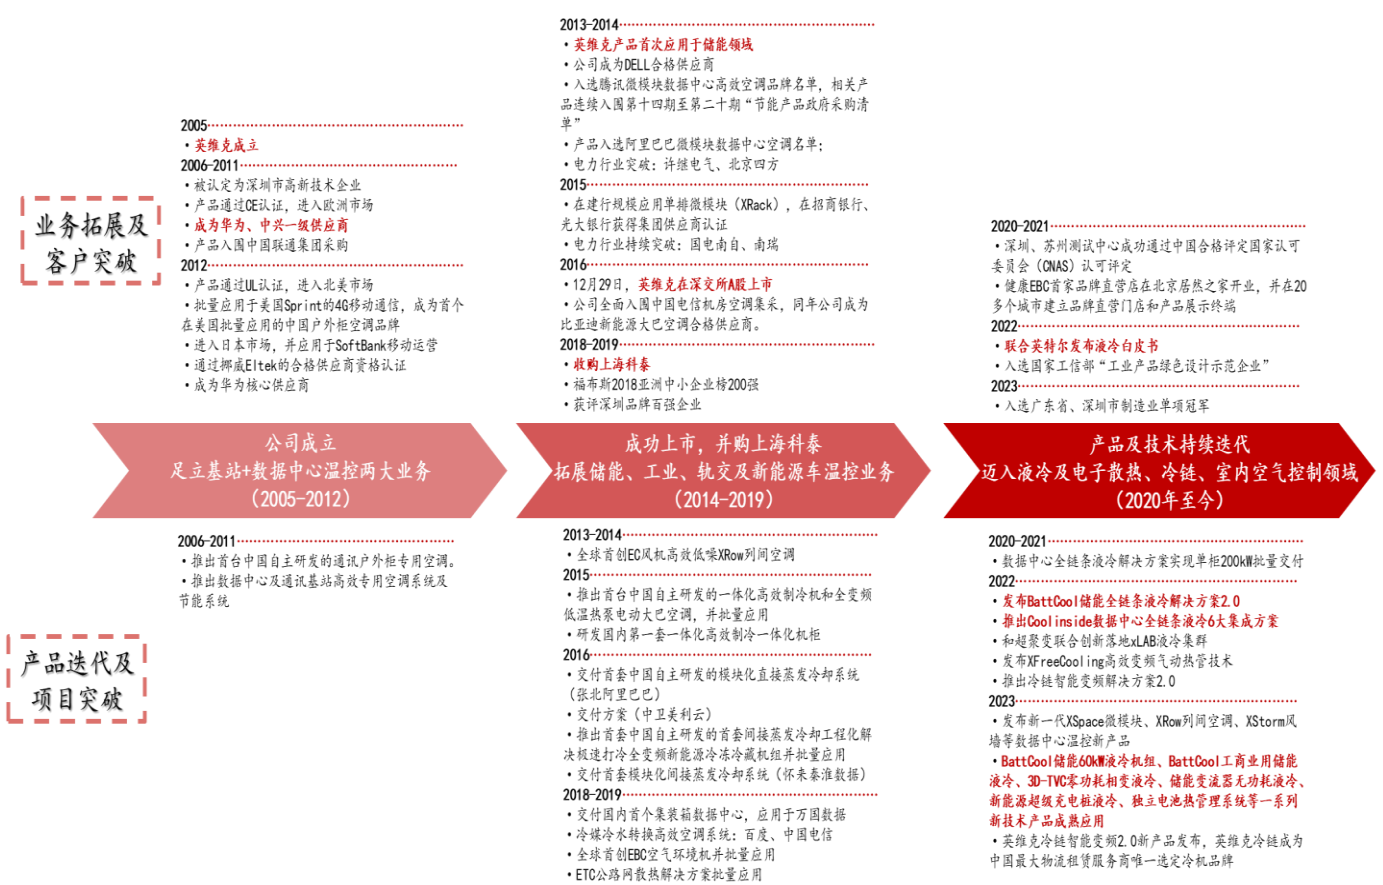 业务拓展及
客户突破
2005
·英维克成立
2006-2011
·被认定为深圳市高新技术企业
·产品通过CE认证，进入欧洲市场
·成为华为、中兴一级供应商
·产品入围中国联通集团采购
2012
·产品通过UL认证，进入北美市场
·批量应用于美国Sprint的4G移动通信，成为首个
在美国批量应用的中国户外柜空调品牌
·进入日本市场，并应用于SoftBank移动运营
·通过挪威Eltek的合格供应商资格认证
·成为华为核心供应商
2013-2014
·英维克产品首次应用于储能领域
·公司成为DELL合格供应商
·入选腾讯微模块数据中心高效空调品牌名单，相关产
品连续入围第十四期至第二十期“节能产品政府采购清
单”
·产品入选阿里巴巴微模块数据中心空调名单；
·电力行业突破：许继电气、北京四方
2015
·在建行规模应用单排微模块（XRack），在招商银行、
光大银行获得集团供应商认证
·电力行业持续突破：国电南自、南瑞
2016
·12月29日，英维克在深交所A股上市
·公司全面入围中国电信机房空调集采，同年公司成为
比亚迪新能源大巴空调合格供应商。
2018-2019
·收购上海科泰
·福布斯2018亚洲中小企业榜200强
·获评深圳品牌百强企业
2020-2021
·深圳、苏州测试中心成功通过中国合格评定国家认可
委员会（CNAS）认可评定
·健康EBC首家品牌直营店在北京居然之家开业，并在20
多个城市建立品牌直营门店和产品展示终端
2022
·联合英特尔发布液冷白皮书
·入选国家工信部“工业产品绿色设计示范企业”
2023
·入选广东省、深圳市制造业单项冠军
公司成立
足立基站+数据中心温控两大业务
（2005-2012）
成功上市，并购上海科泰
拓展储能、工业、轨交及新能源车温控业务
（2014-2019）
产品及技术持续迭代
迈入液冷及电子散热、冷链、室内空气控制领域
（2020年至今）
产品迭代及
项目突破
2006-2011
·推出首台中国自主研发的通讯户外柜专用空调。
·推出数据中心及通讯基站高效专用空调系统及
节能系统
2013-2014
·全球首创EC风机高效低噪XRow列间空调
2015
·推出首台中国自主研发的一体化高效制冷机和全变频
低温热泵电动大巴空调，并批量应用
·研发国内第一套一体化高效制冷一体化机柜
2016
·交付首套中国自主研发的模块化直接蒸发冷却系统
（张北阿里巴巴）
·交付方案（中卫美利云）
·推出首套中国自主研发的首套间接蒸发冷却工程化解
决极速打冷全变频新能源冷冻冷藏机组并批量应用
·交付首套模块化间接蒸发冷却系统（怀来秦淮数据）
2018-2019
·交付国内首个集装箱数据中心，应用于万国数据
·冷媒冷水转换高效空调系统：百度、中国电信
·全球首创EBC空气环境机并批量应用
·ETC公路网散热解决方案批量应用
2020-2021
·数据中心全链条液冷解决方案实现单柜200kW批量交付
2022
·发布BattCool储能全链条液冷解决方案2.0
·推出Coolinside数据中心全链条液冷6大集成方案
·和超聚变联合创新落地xLAB液冷集群
·发布XFreeCooling高效变频气动热管技术
·推出冷链智能变频解决方案2.0
2023
·发布新一代XSpace微模块、XRow列间空调、XStorm风
墙等数据中心温控新产品
·BattCool储能60kW液冷机组、BattCool工商业用储能
液冷、3D-TVC零功耗相变液冷、储能变流器无功耗液冷、
新能源超级充电桩液冷、独立电池热管理系统等一系列
新技术产品成熟应用
·英维克冷链智能变频2.0新产品发布，英维克冷链成为
中国最大物流租赁服务商唯一选定冷机品牌